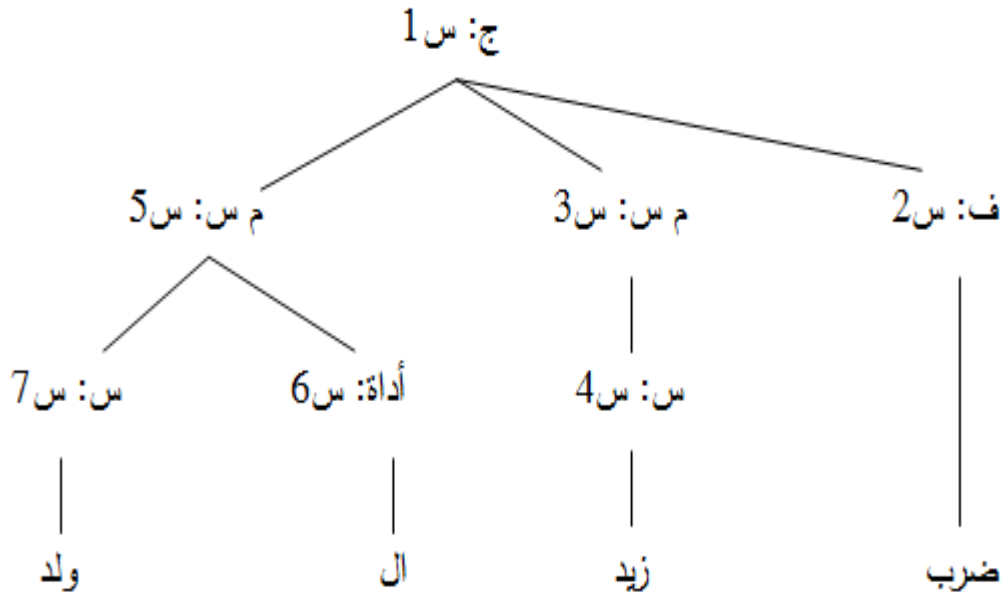 ج: س1
ف: س2 م س: س3 م س: س5
س: س4 أداة: س6 س: س7
ضرب زيد ال ولد